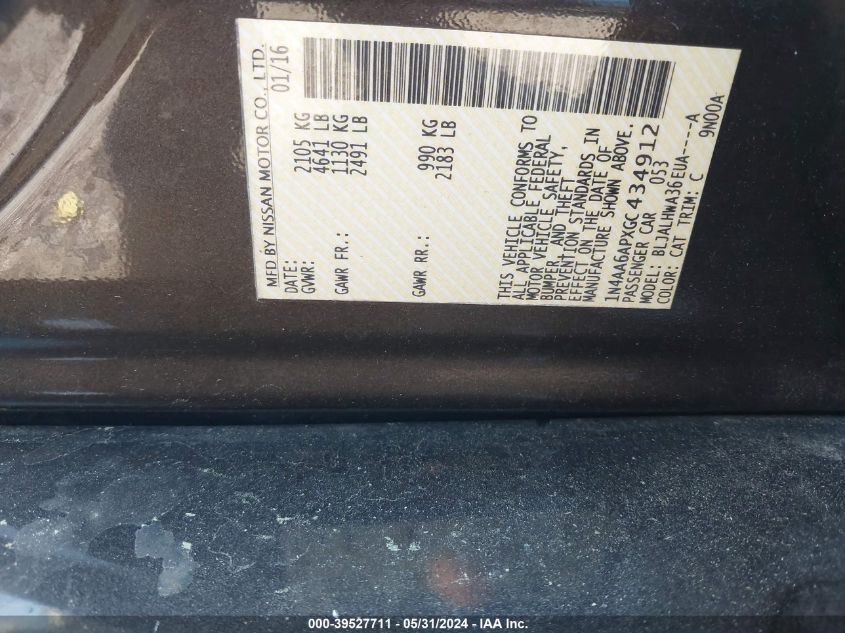 MFD BY NISSAN MOTOR CO., LTD.
DATE: 01/16
GVWR: 2105 KG
4641 LB
GAWR FR.: 1130 KG
2491 LB
GAWR RR.: 990 KG
2183 LB
THIS VEHICLE CONFORMS TO
ALL APPLICABLE FEDERAL
MOTOR VEHICLE SAFETY,
BUMPER, AND THEFT
PREVENTION STANDARDS IN
EFFECT ON THE DATE OF
MANUFACTURE SHOWN ABOVE.
1N4AA6APXGC434912
PASSENGER CAR 053
MODEL: BLJALHWA36EUA----A
COLOR: CAT TRIM: C 9N00A
000-39527711 - 05/31/2024 - IAA Inc.